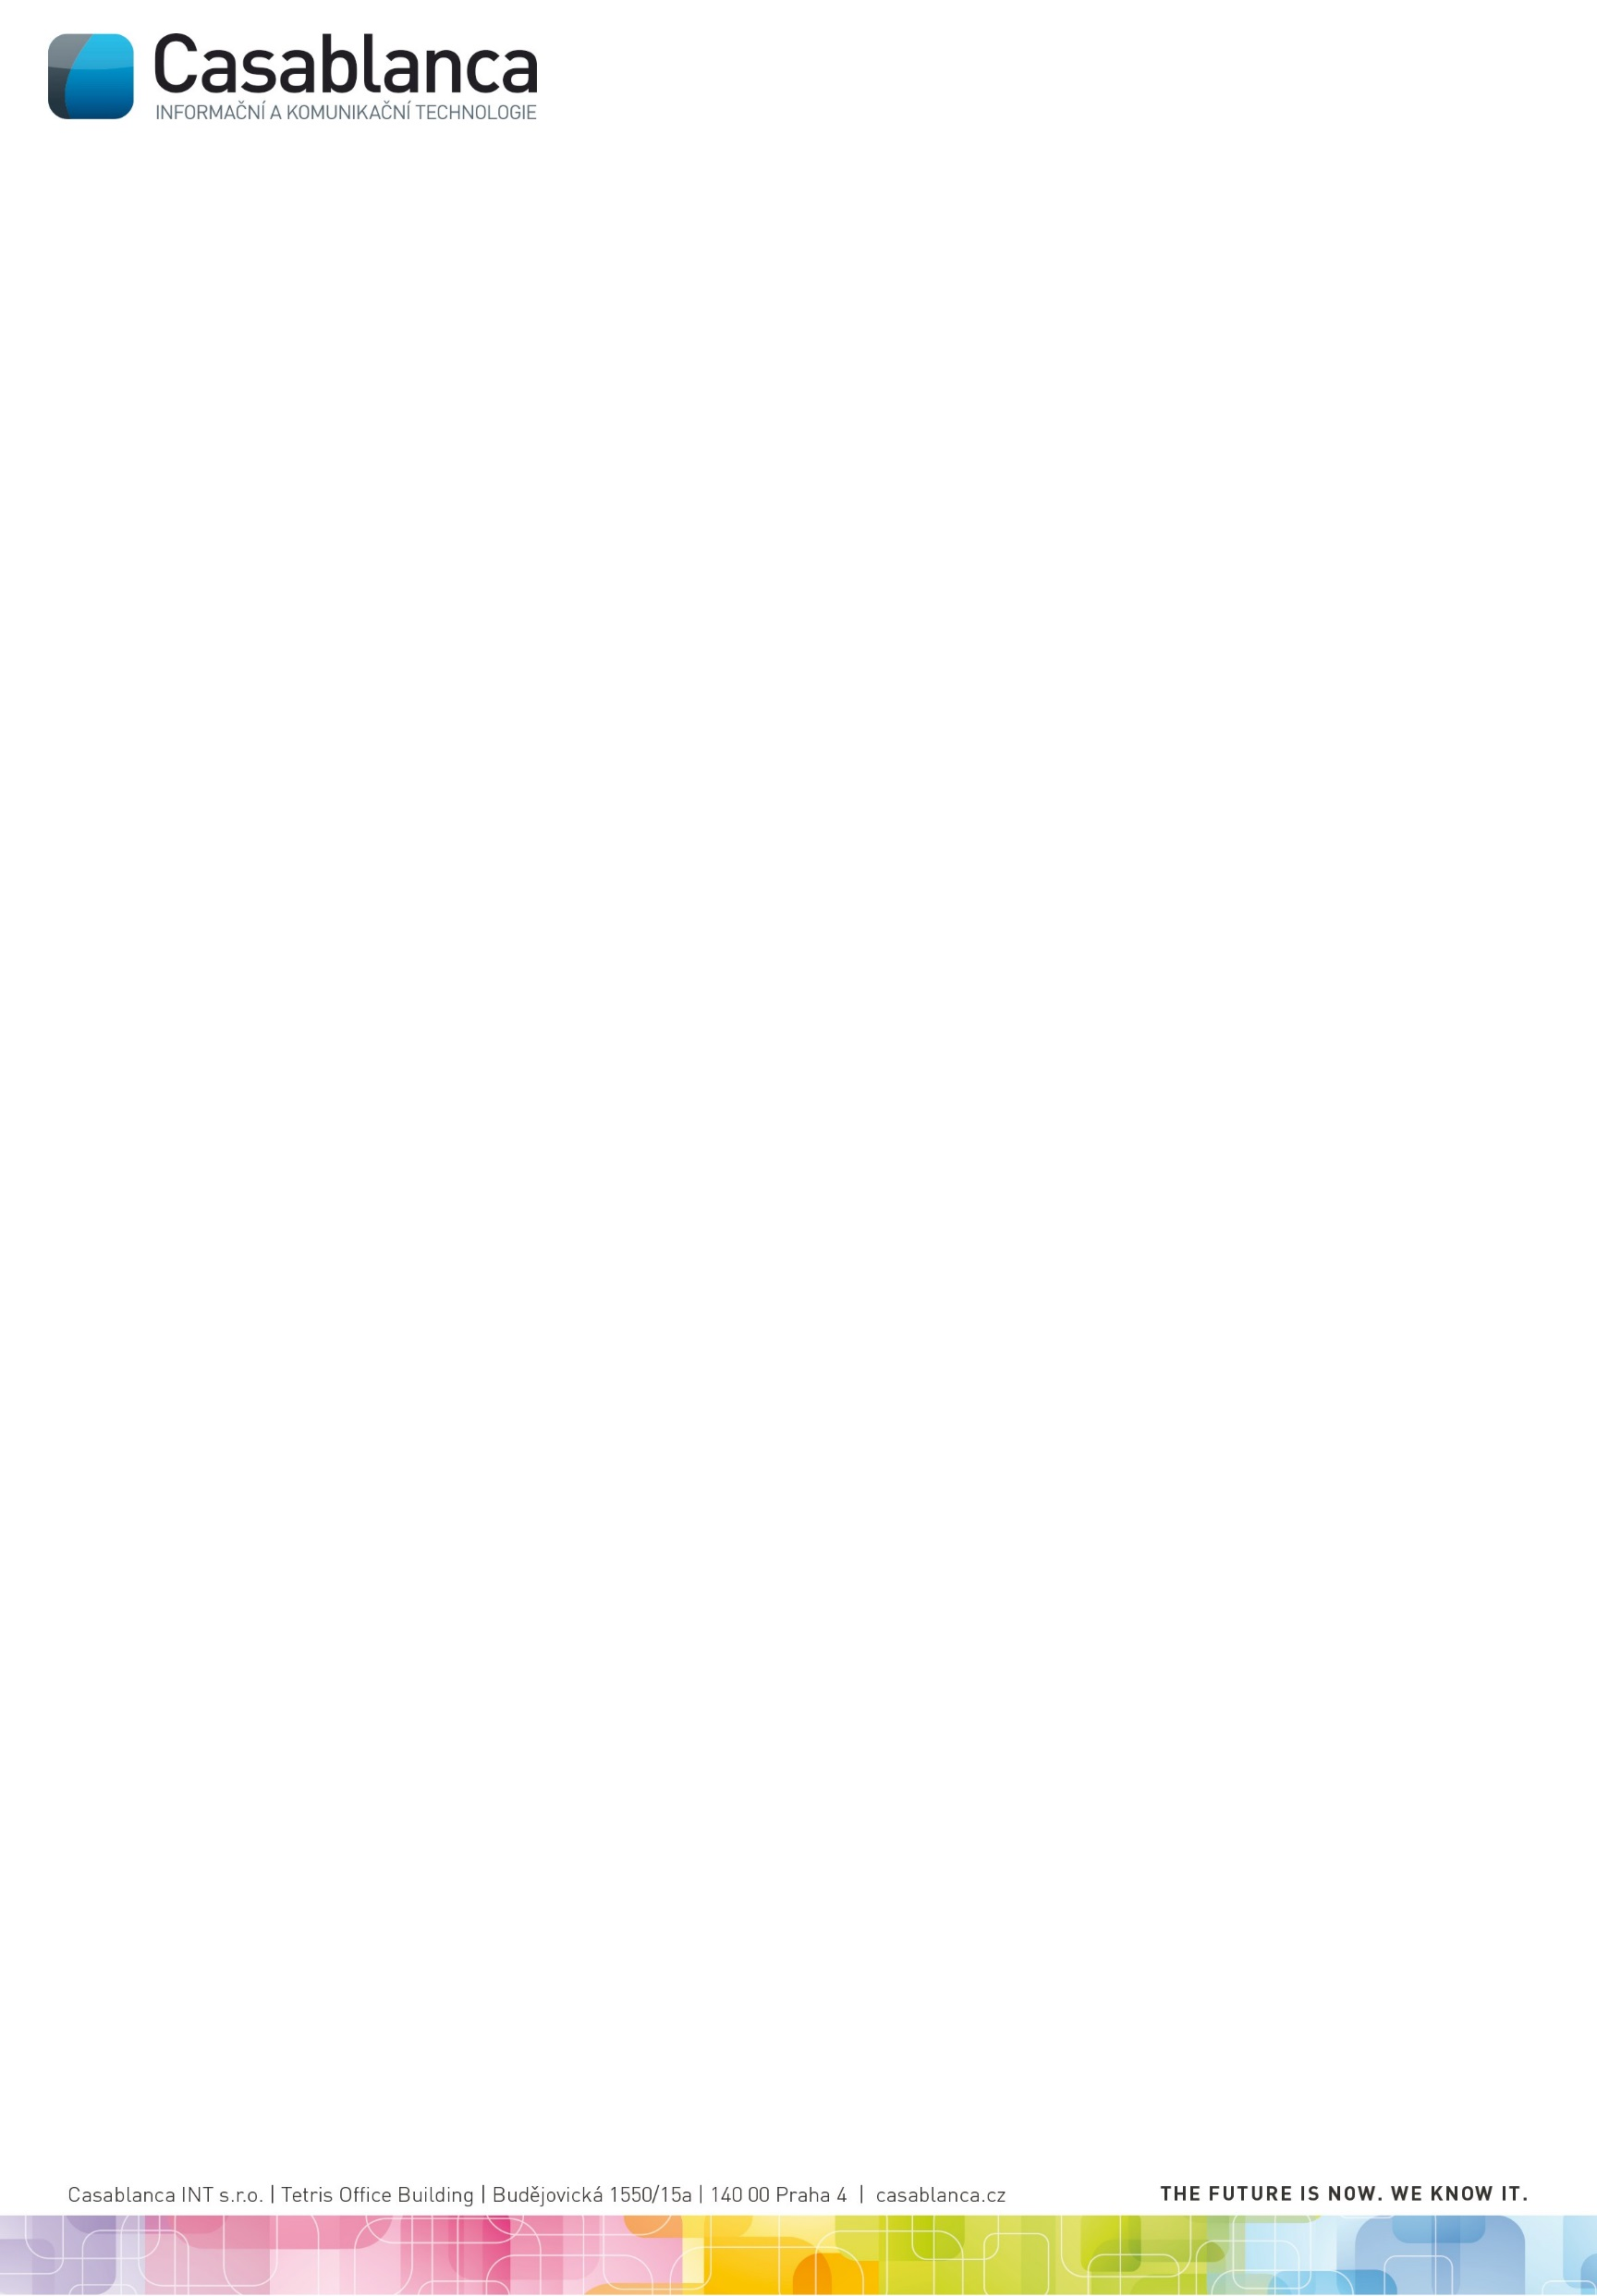 Casablanca
INFORMAČNÍ A KOMUNIKAČNÍ TECHNOLOGIE
Casablanca INT s.r.o. | Tetris Office Building | Budějovická 1550/15a | 140 00 Praha 4 | casablanca.cz
THE FUTURE IS NOW. WE KNOW IT.